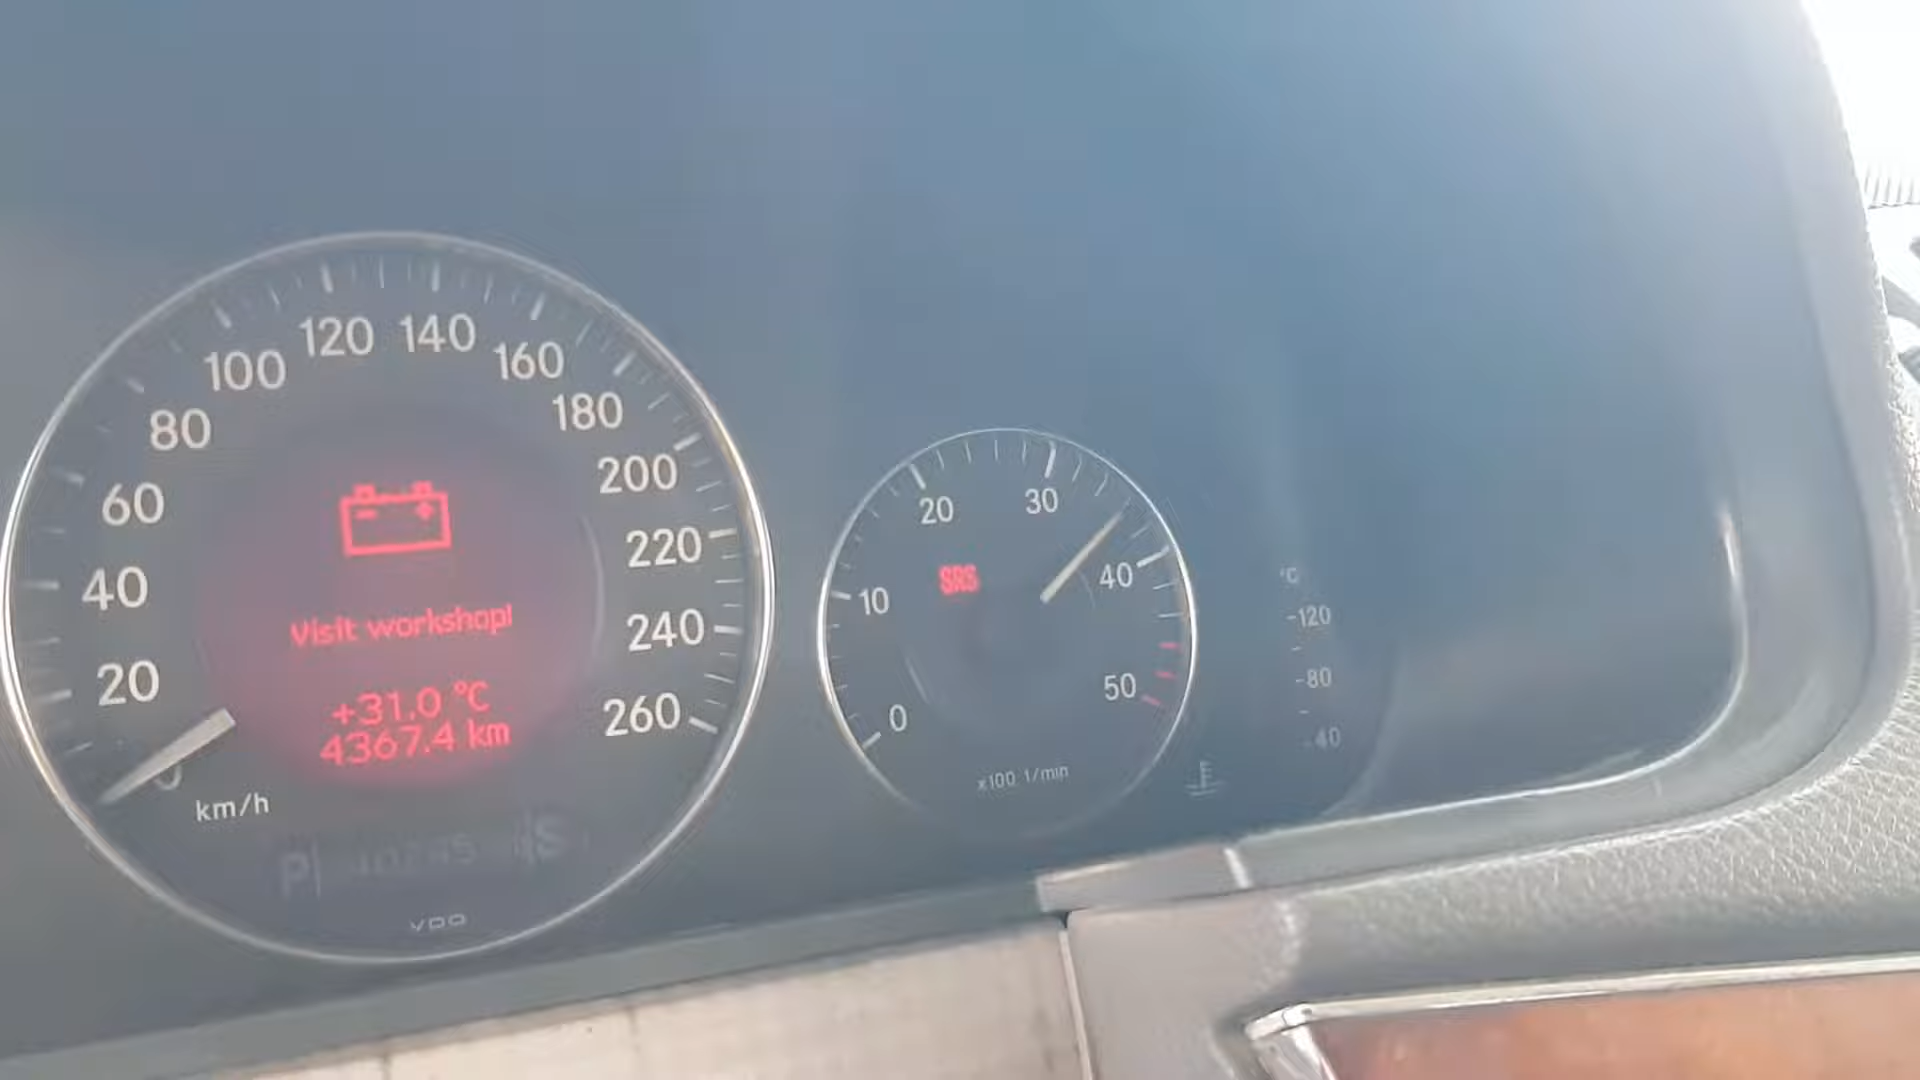 120 140
100 160
80 180
60 200
40 220
20 240
0 260
Visit workshop!
+31.0 °C
4367.4 km
km/h
P S
VDO
20 30
10 40
0 50
SRS
x100 1/min
°C
120
80
40